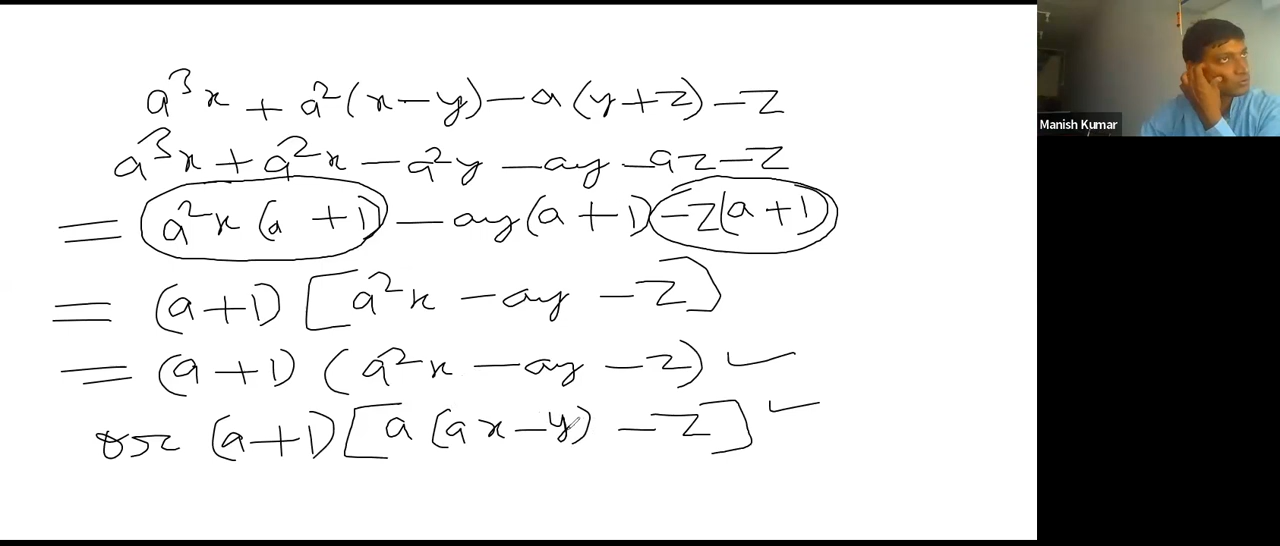 a³x + a²(x-y) - a(y+z) - z
a³x + a²x - a²y - ay - az - z
= a²x(a+1) - ay(a+1) - z(a+1)
= (a+1) [a²x - ay - z]
= (a+1) (a²x - ay - z) ✓
or (a+1) [a(ax-y) - z] ✓
Manish Kumar